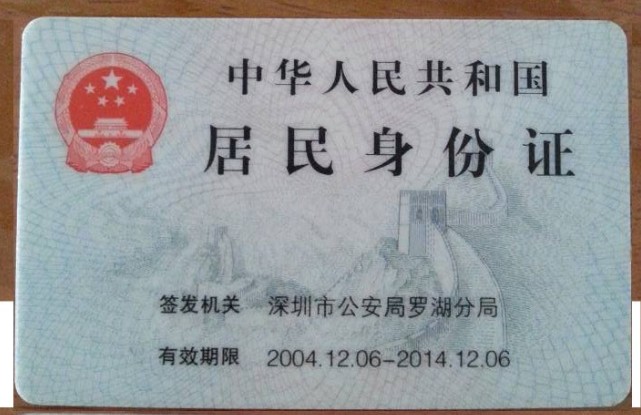 中华人民共和国
居民身份证
签发机关 深圳市公安局罗湖分局
有效期限 2004.12.06-2014.12.06